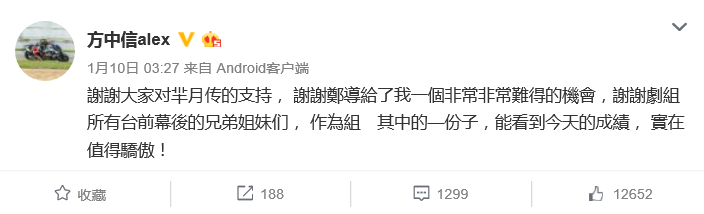 方中信alex
1月10日 03:27 来自 Android客户端
謝謝大家对芈月传的支持， 謝謝鄭導給了我一個非常非常難得的機會，謝謝劇組
所有台前幕後的兄弟姐妹们， 作為組 其中的一份子，能看到今天的成績， 實在
值得驕傲！
收藏 188 1299 12652